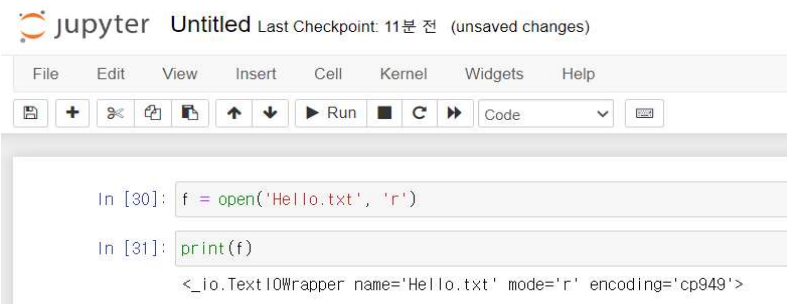 jupyter Untitled Last Checkpoint: 11분 전 (unsaved changes)
File Edit View Insert Cell Kernel Widgets Help
Run Code
In [30]: f = open('Hello.txt', 'r')
In [31]: print(f)
<_io.TextIOWrapper name='Hello.txt' mode='r' encoding='cp949'>